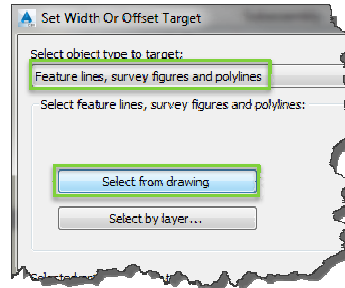 Set Width Or Offset Target
Select object type to target:
Feature lines, survey figures and polylines
Select feature lines, survey figures and polylines:
Select from drawing
Select by layer...
Selected